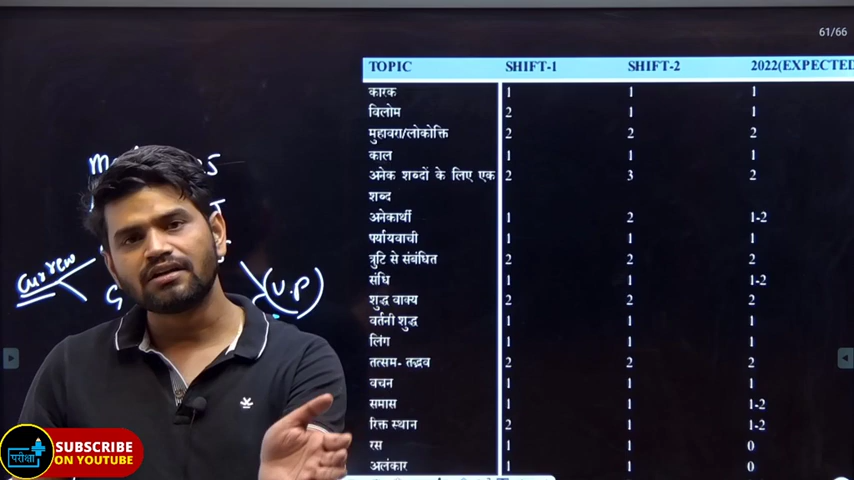 61/66
TOPIC SHIFT-1 SHIFT-2 2022(EXPECTED
कारक 1 1 1
विलोम 2 1 1
मुहावरा/लोकोक्ति 2 2 2
काल 1 1 1
अनेक शब्दों के लिए एक 2 3 2
शब्द
अनेकार्थी 1 2 1-2
पर्यायवाची 1 1 1
त्रुटि से संबंधित 2 2 2
संधि 1 1 1-2
शुद्ध वाक्य 2 2 2
वर्तनी शुद्ध 1 1 1
लिंग 1 1 1
तत्सम- तद्भव 2 2 2
वचन 1 1 1
समास 1 1 1-2
रिक्त स्थान 2 1 1-2
रस 1 1 0
अलंकार 1 1 0
Current
(U.P)
परीक्षा
SUBSCRIBE
ON YOUTUBE